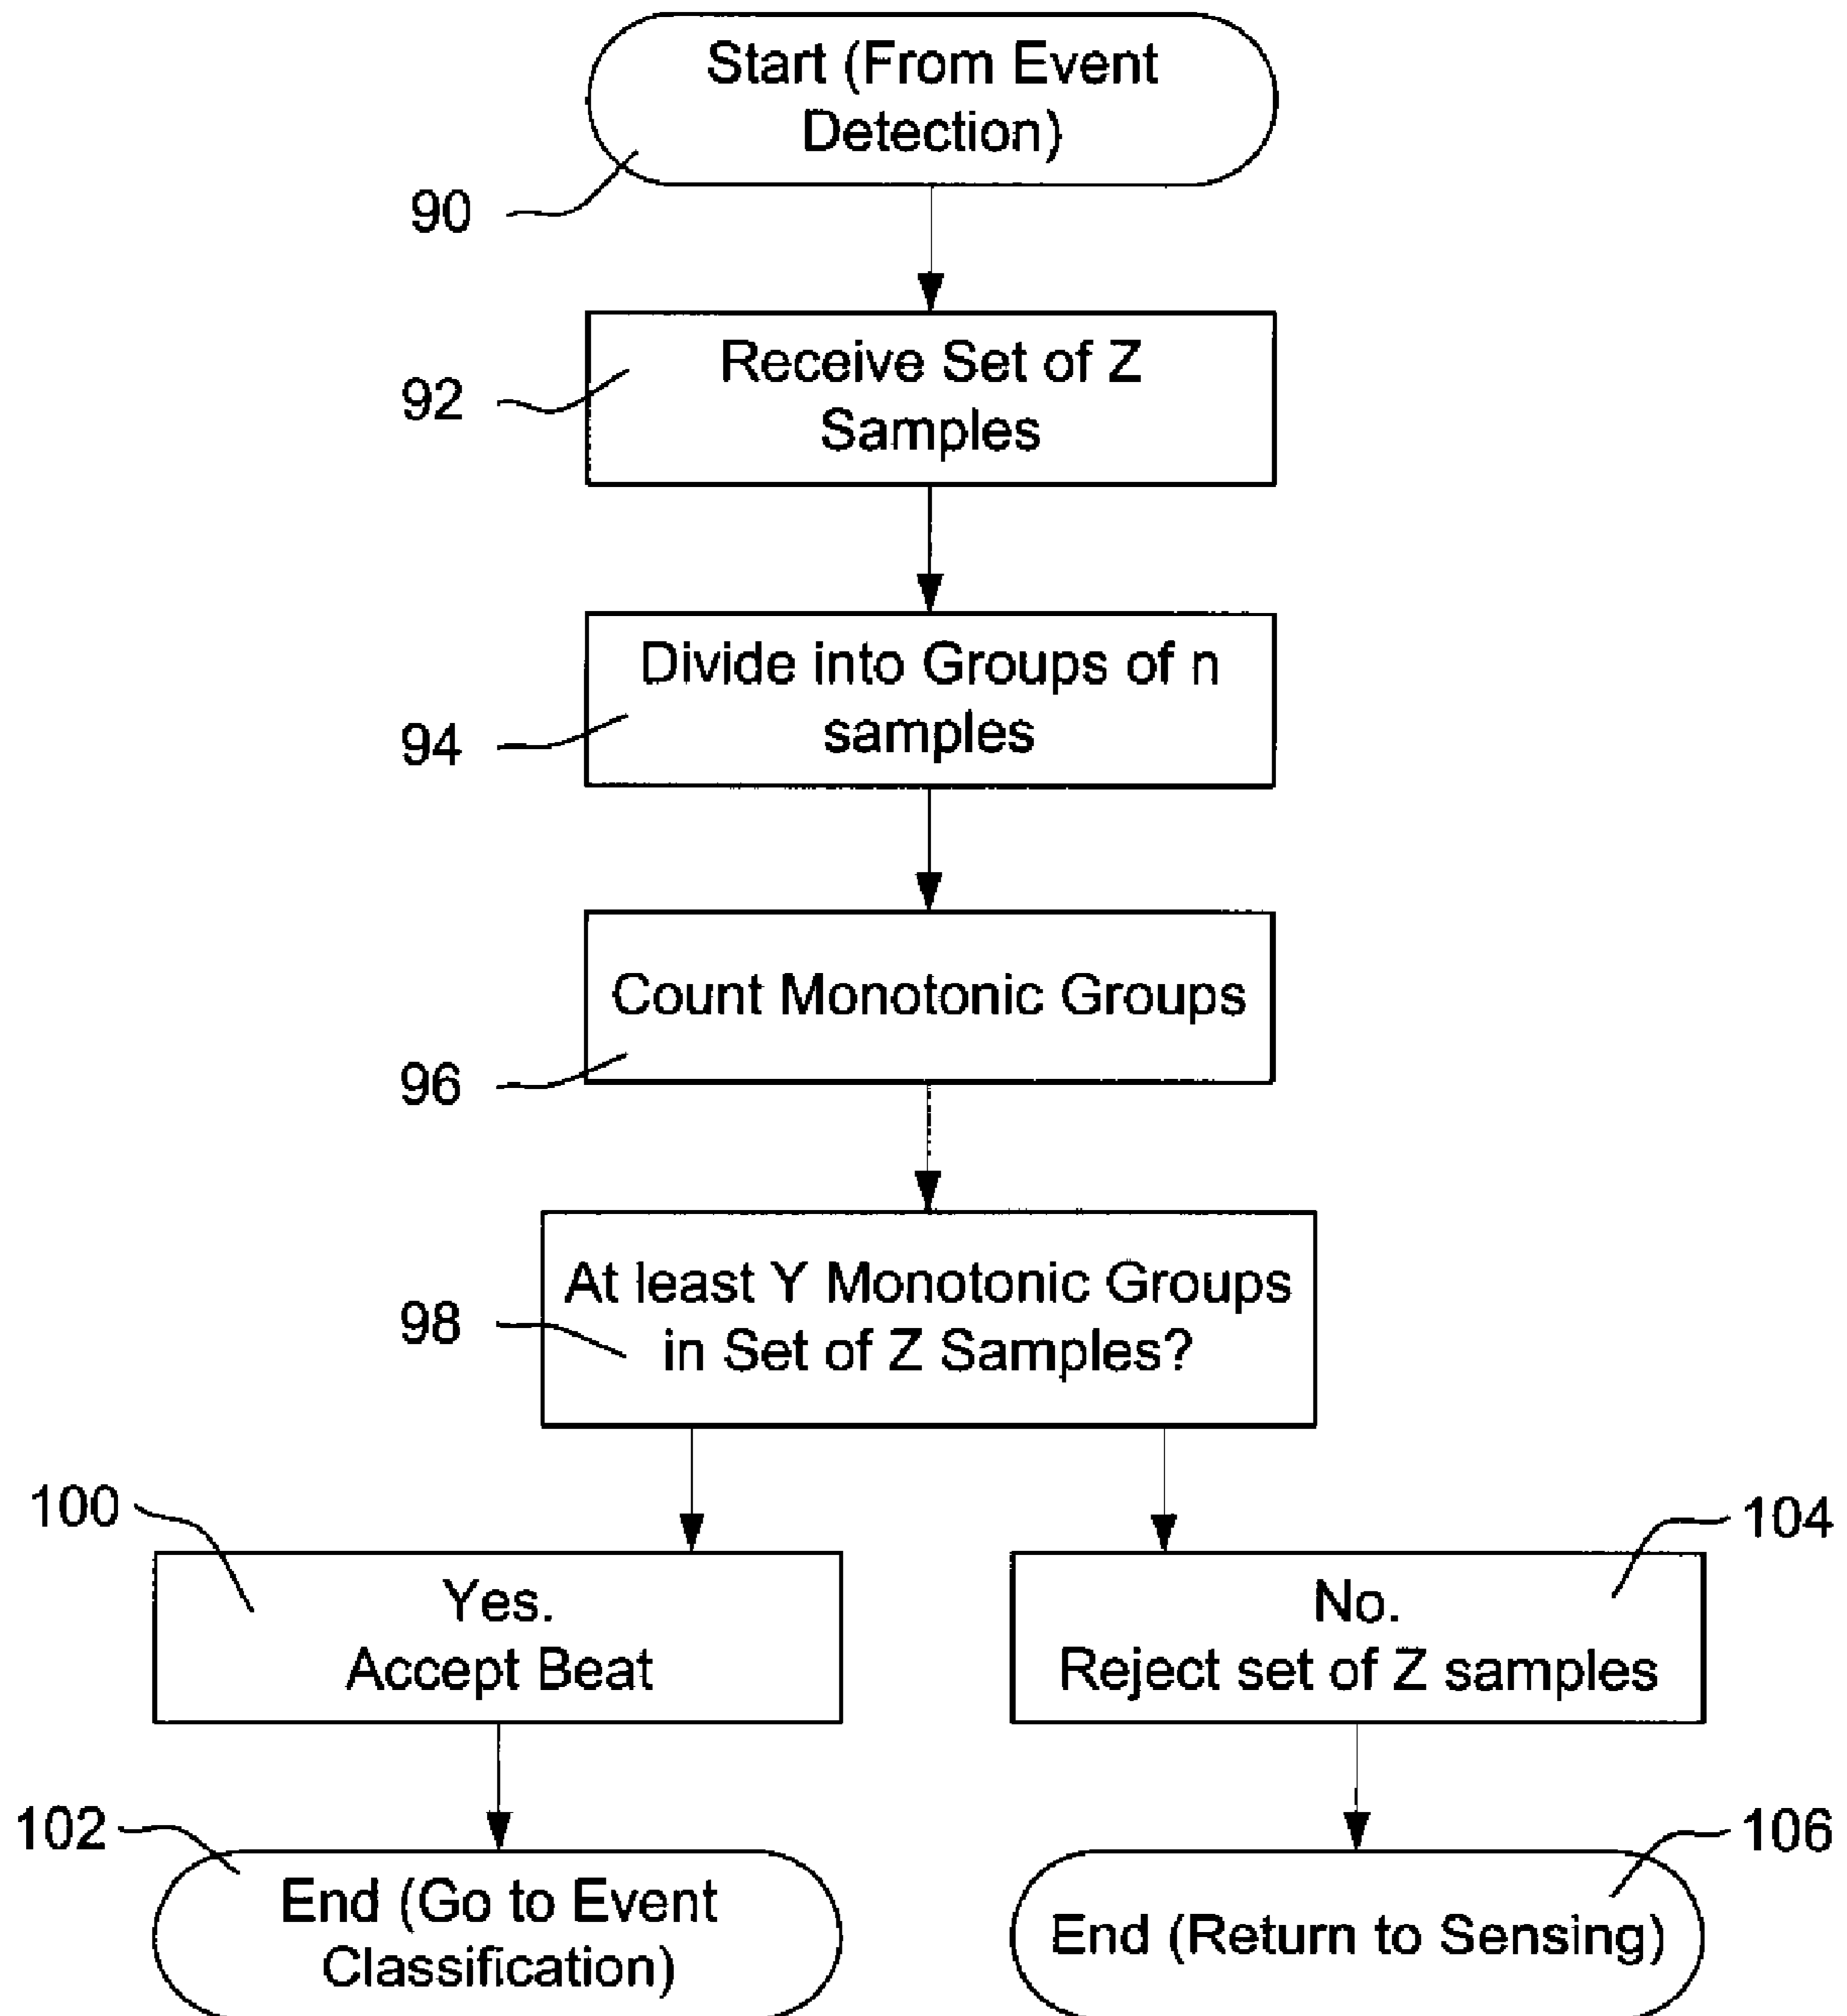 Start (From Event
Detection)
90
Receive Set of Z
Samples
92
Divide into Groups of n
samples
94
Count Monotonic Groups
96
At least Y Monotonic Groups
in Set of Z Samples?
98
100
Yes.
Accept Beat
104
No.
Reject set of Z samples
102
End (Go to Event
Classification)
106
End (Return to Sensing)